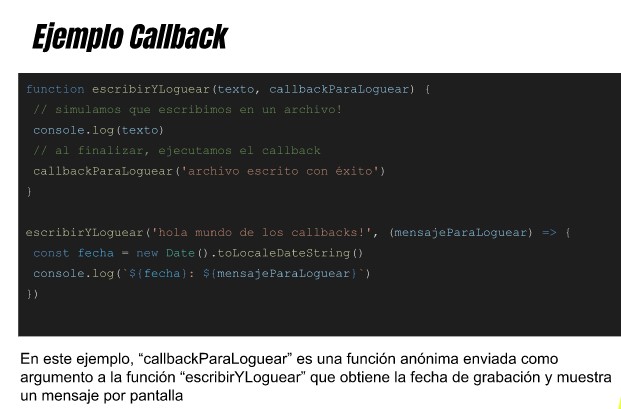 Ejemplo Callback
function escribirYLoguear(texto, callbackParaLoguear) {
// simulamos que escribimos en un archivo!
console.log(texto)
// al finalizar, ejecutamos el callback
callbackParaLoguear('archivo escrito con éxito')
}
escribirYLoguear('hola mundo de los callbacks!', (mensajeParaLoguear) => {
const fecha = new Date().toLocaleDateString()
console.log(`${fecha}: ${mensajeParaLoguear}`)
})
En este ejemplo, “callbackParaLoguear” es una función anónima enviada como
argumento a la función “escribirYLoguear” que obtiene la fecha de grabación y muestra
un mensaje por pantalla